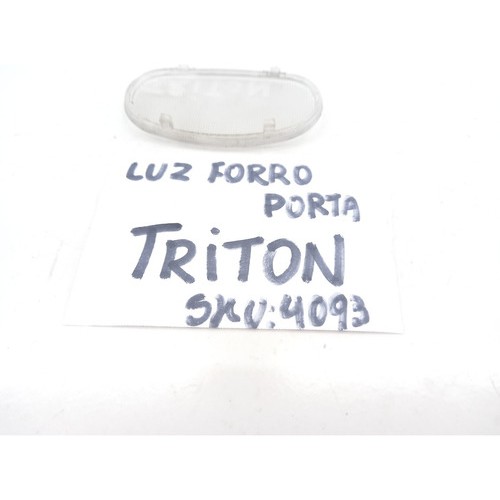 LUZ FORRO
PORTA
TRiTON
SKU:4093